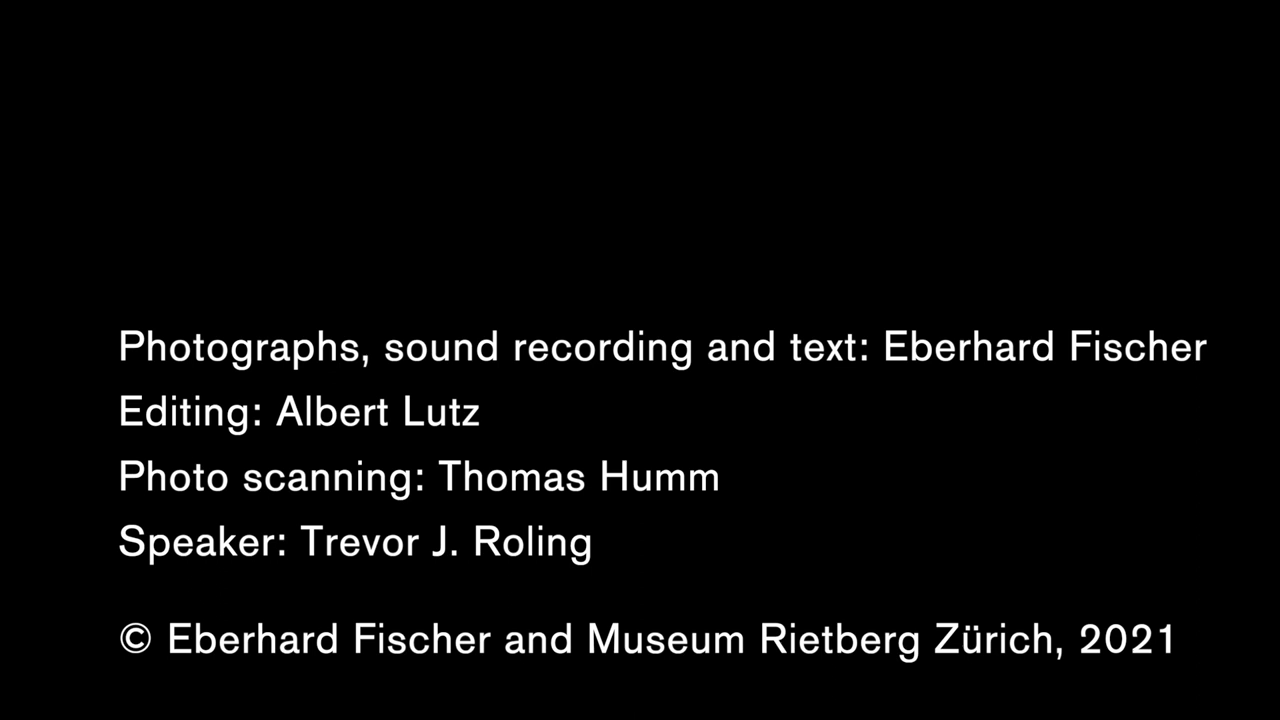 Photographs, sound recording and text: Eberhard Fischer
Editing: Albert Lutz
Photo scanning: Thomas Humm
Speaker: Trevor J. Roling
© Eberhard Fischer and Museum Rietberg Zürich, 2021